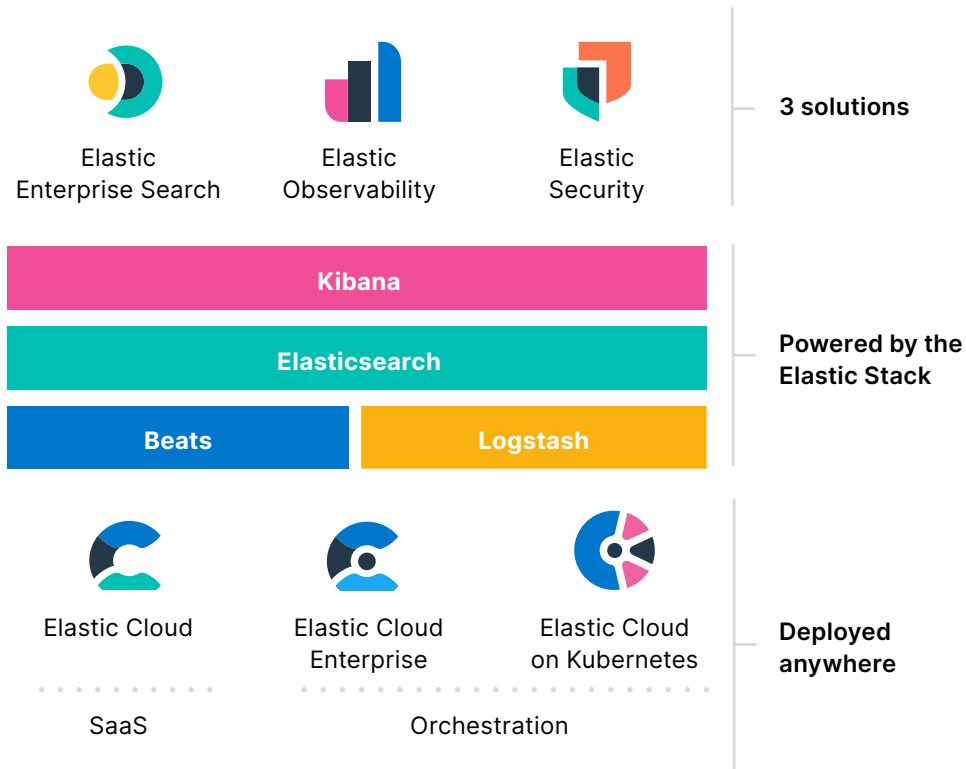 Elastic
Enterprise Search
Elastic
Observability
Elastic
Security
3 solutions
Kibana
Elasticsearch
Beats
Logstash
Powered by the
Elastic Stack
Elastic Cloud
Elastic Cloud
Enterprise
Elastic Cloud
on Kubernetes
Deployed
anywhere
SaaS
Orchestration